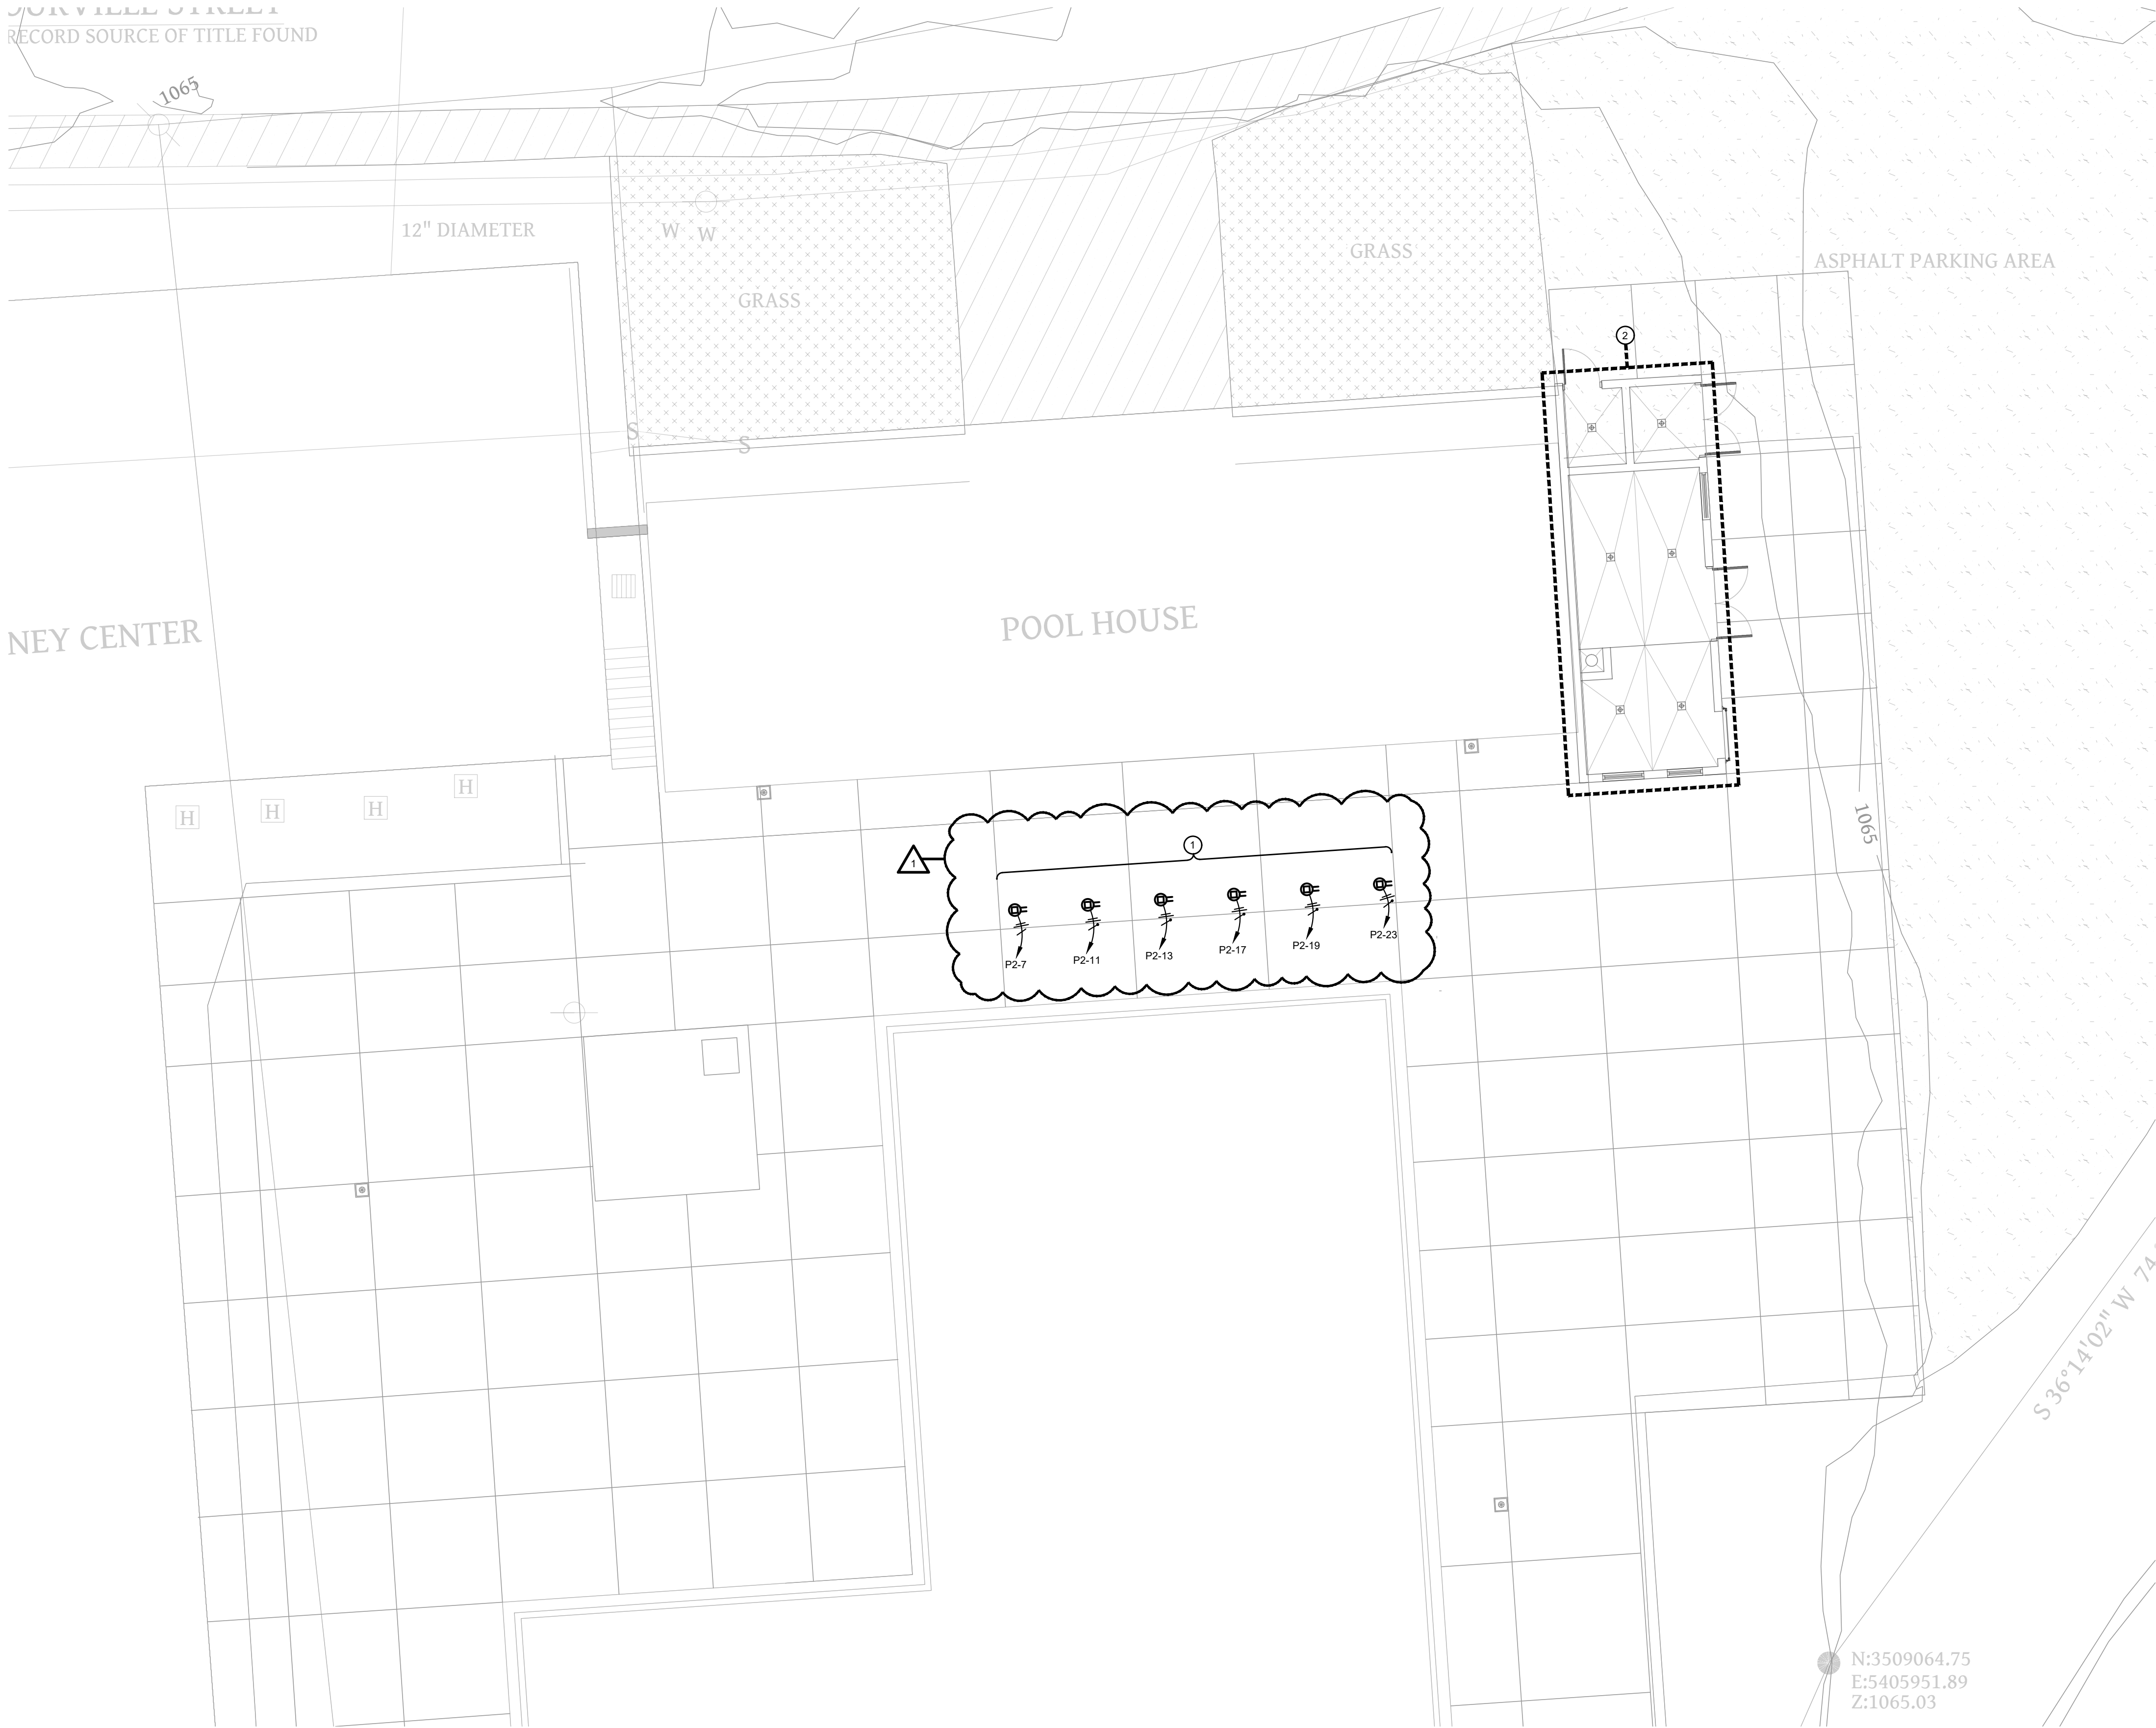 RECORD SOURCE OF TITLE FOUND
1065
12" DIAMETER
W W
GRASS
GRASS
ASPHALT PARKING AREA
2
S
S
NEY CENTER
POOL HOUSE
H H H H
1065
1
1
P2-7 P2-11 P2-13 P2-17 P2-19 P2-23
S 36°14'02" W 74
N:3509064.75
E:5405951.89
Z:1065.03